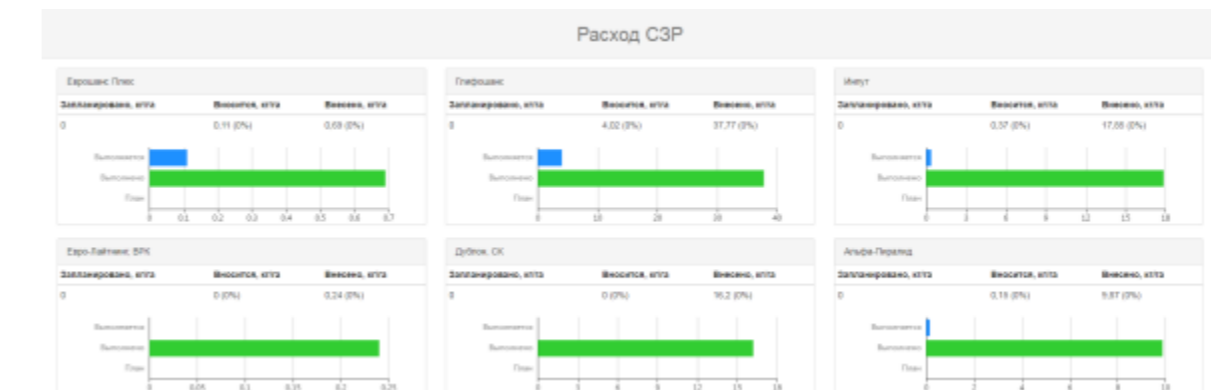 Расход СЗР
Еврошанс Плюс
Запланировано, кг/га Вносится, кг/га Внесено, кг/га
0 0,11 (0%) 0,69 (0%)
Выполняется
Выполнено
План
0 0.1 0.2 0.3 0.4 0.5 0.6 0.7
Глифошанс
Запланировано, кг/га Вносится, кг/га Внесено, кг/га
0 4,02 (0%) 37,77 (0%)
Выполняется
Выполнено
План
0 10 20 30 40
Импут
Запланировано, кг/га Вносится, кг/га Внесено, кг/га
0 0,37 (0%) 17,85 (0%)
Выполняется
Выполнено
План
0 3 6 9 12 15 18
Евро-Лайтнинг, ВРК
Запланировано, кг/га Вносится, кг/га Внесено, кг/га
0 0 (0%) 0,24 (0%)
Выполняется
Выполнено
План
0 0.05 0.1 0.15 0.2 0.25
Дублон, СК
Запланировано, кг/га Вносится, кг/га Внесено, кг/га
0 0 (0%) 16,2 (0%)
Выполняется
Выполнено
План
0 3 6 9 12 15 18
Альфа-Пиралид
Запланировано, кг/га Вносится, кг/га Внесено, кг/га
0 0,19 (0%) 9,87 (0%)
Выполняется
Выполнено
План
0 2 4 6 8 10